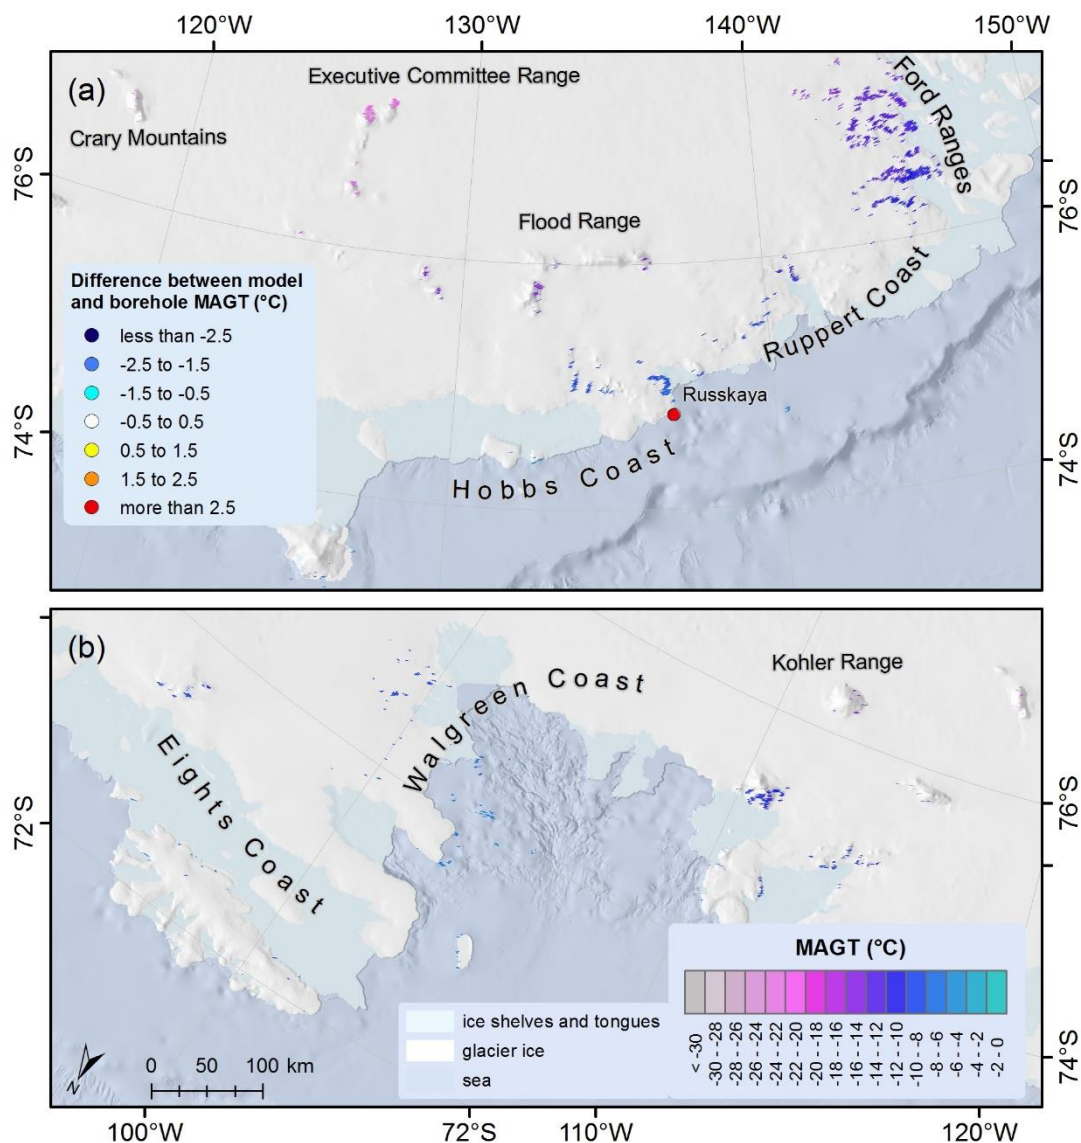 120°W 130°W 140°W 150°W
(a)
Executive Committee Range
Ford Ranges
Crary Mountains
76°S
76°S
Flood Range
Difference between model
and borehole MAGT (°C)
less than -2.5
-2.5 to -1.5
-1.5 to -0.5
-0.5 to 0.5
0.5 to 1.5
1.5 to 2.5
more than 2.5
Ruppert Coast
Russkaya
74°S
74°S
Hobbs Coast
(b)
Kohler Range
Walgreen Coast
Eights Coast
72°S
76°S
MAGT (°C)
< -30
-30 - -28
-28 - -26
-26 - -24
-24 - -22
-22 - -20
-20 - -18
-18 - -16
-16 - -14
-14 - -12
-12 - -10
-10 - -8
-8 - -6
-6 - -4
-4 - -2
-2 - 0
ice shelves and tongues
glacier ice
sea
N
0 50 100 km
74°S
100°W 72°S 110°W 120°W